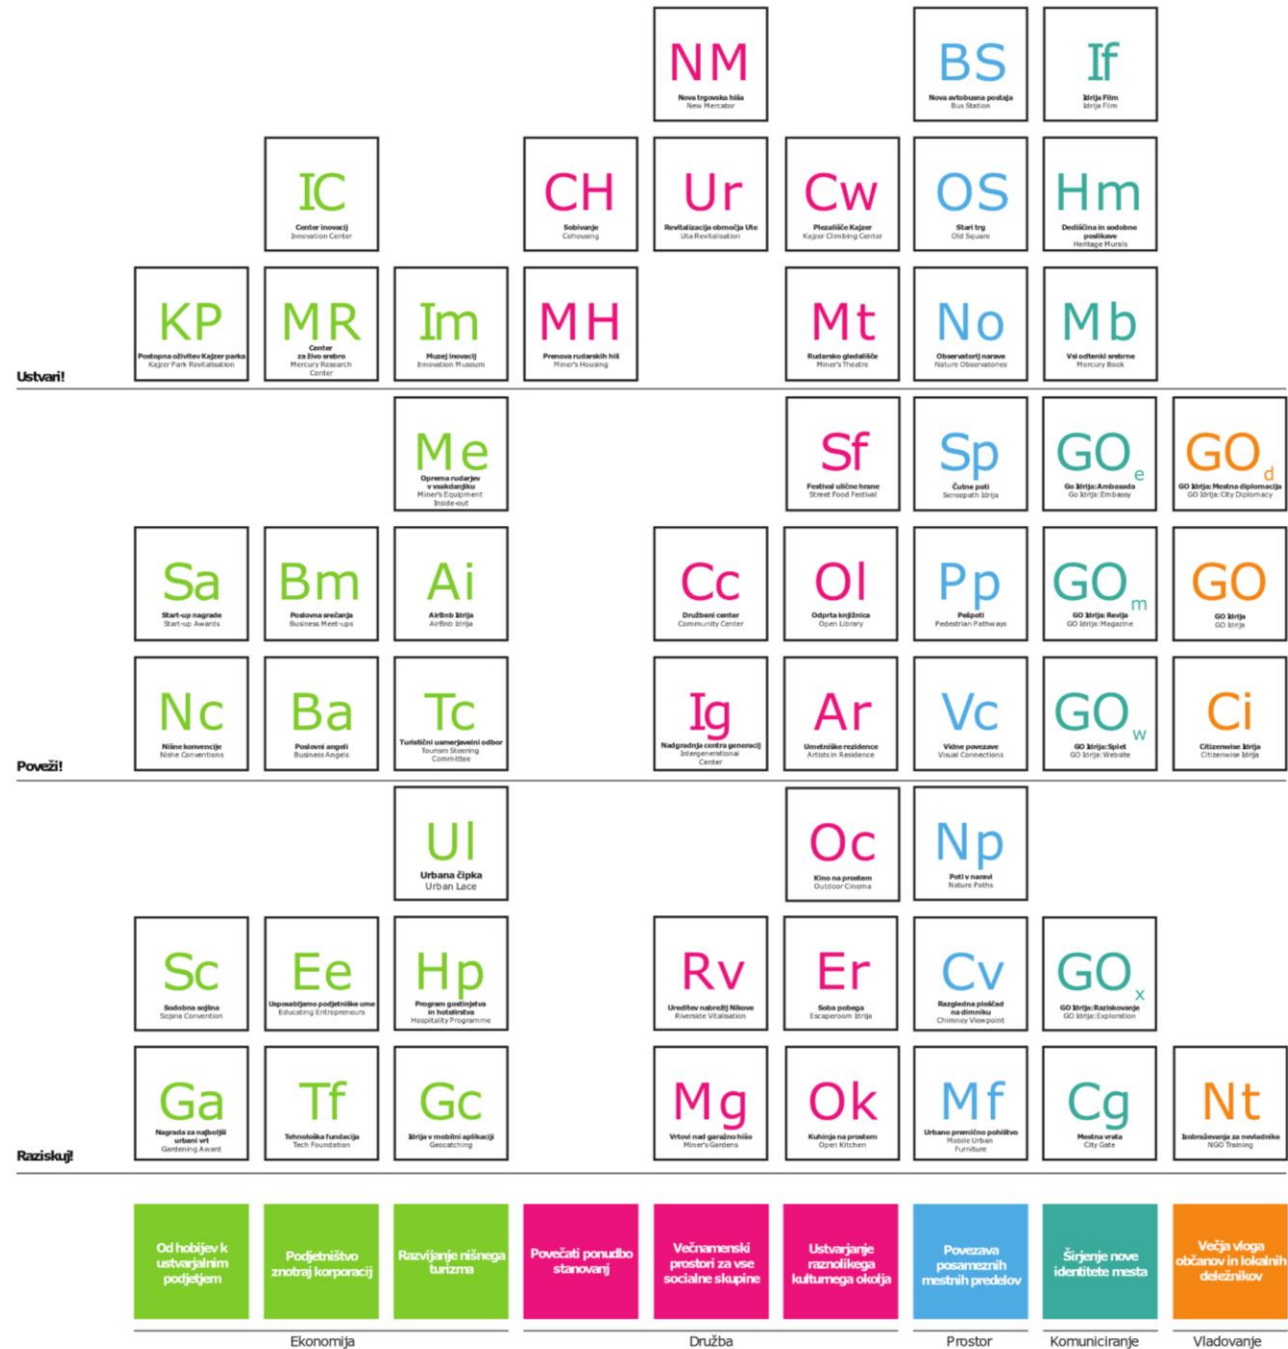 NM
Nova trgovska hiša
New Mercator
BS
Nova avtobusna postaja
Bus Station
If
Idrija Film
Idrija Film
IC
Center inovacij
Innovation Center
CH
Sobivanje
Cohousing
Ur
Revitalizacija območja Ute
Uta Revitalisation
Cw
Plezališče Kajzer
Kajzer Climbing Center
OS
Stari trg
Old Square
Hm
Dediščina in sodobne
poslikave
Heritage Murals
KP
Postopna oživitev Kajzer parka
Kajzer Park Revitalisation
MR
Center
za živo srebro
Mercury Research
Center
Im
Muzej inovacij
Innovation Museum
MH
Prenova rudarskih hiš
Miner's Housing
Mt
Rudarsko gledališče
Miner's Theatre
No
Observatorij narave
Nature Observatories
Mb
Vsi odtenki srebrne
Mercury Book
Ustvari!
Me
Oprema rudarjev
v vsakdanjiku
Miner's Equipment
Inside-out
Sf
Festival ulične hrane
Street Food Festival
Sp
Čutne poti
Sensepath Idrija
GOe
Go Idrija: Ambasada
Go Idrija: Embassy
GOd
GO Idrija: Mestna diplomacija
GO Idrija: City Diplomacy
Sa
Start-up nagrade
Start-up Awards
Bm
Poslovna srečanja
Business Meet-ups
Ai
AirBnb Idrija
AirBnb Idrija
Cc
Družbeni center
Community Center
Ol
Odprta knjižnica
Open Library
Pp
Pešpoti
Pedestrian Pathways
GOm
GO Idrija: Revija
GO Idrija: Magazine
GO
GO Idrija
GO Idrija
Nc
Nišne konvencije
Nishe Conventions
Ba
Poslovni angeli
Business Angels
Tc
Turistični usmerjavelni odbor
Tourism Steering
Committee
Ig
Nadgradnja centra generacij
Intergenerational
Center
Ar
Umetniške rezidence
Artists in Residence
Vc
Vidne povezave
Visual Connections
GOw
GO Idrija: Splet
GO Idrija: Website
Ci
Citizenwise Idrija
Citizenwise Idrija
Poveži!
Ul
Urbana čipka
Urban Lace
Oc
Kino na prostem
Outdoor Cinema
Np
Poti v naravi
Nature Paths
Sc
Sodobna sojšna
Sojsna Convention
Ee
Usposabljamo podjetniške ume
Educating Entrepreneurs
Hp
Program gostinjstva
in hotelirstva
Hospitality Programme
Rv
Ureditev nabrežij Nikove
Riverside Vitalisation
Er
Soba pobega
Escaperoom Idrija
Cv
Razgledna ploščad
na dimniku
Chimney Viewpoint
GOx
GO Idrija: Raziskovanje
GO Idrija: Exploration
Ga
Nagrada za najboljši
urbani vrt
Gardening Award
Tf
Tehnološka fundacija
Tech Foundation
Gc
Idrija v mobilni aplikaciji
Geocatching
Mg
Vrtovi nad garažno hišo
Miner's Gardens
Ok
Kuhinja na prostem
Open Kitchen
Mf
Urbano premično pohištvo
Mobile Urban
Furniture
Cg
Mestna vrata
City Gate
Nt
Izobraževanja za nevladnike
NGO Training
Raziskuj!
Od hobijev k
ustvarjalnim
podjetjem
Podjetništvo
znotraj korporacij
Razvijanje nišnega
turizma
Povečati ponudbo
stanovanj
Večnamenski
prostori za vse
socialne skupine
Ustvarjanje
raznolikega
kulturnega okolja
Povezava
posameznih
mestnih predelov
Širjenje nove
identitete mesta
Večja vloga
občanov in lokalnih
deležnikov
Ekonomija
Družba
Prostor
Komuniciranje
Vladovanje